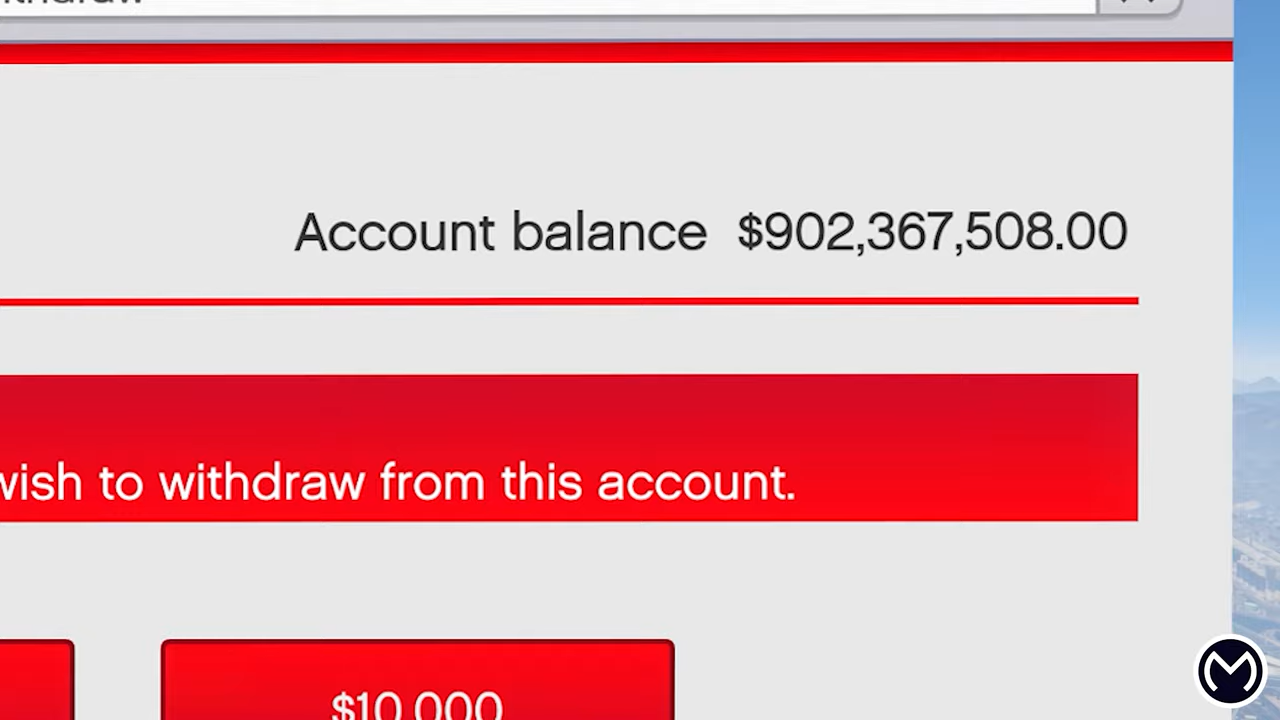 Account balance $902,367,508.00
wish to withdraw from this account.
$10,000